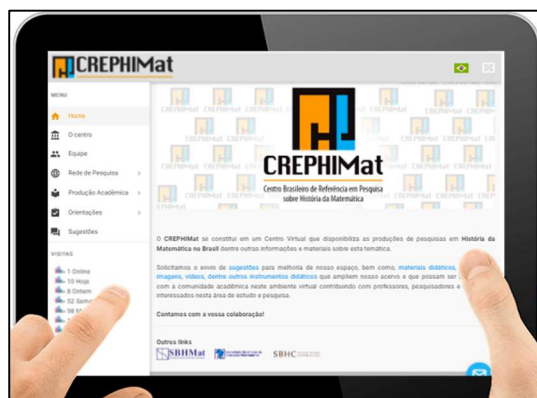 CREPHIMat
MENU
Home
O centro
Equipe
Rede de Pesquisa
Produção Acadêmica
Orientações
Sugestões
VISITAS
1 Online
10 Hoje
8 Ontem
CREPHIMat
Centro Brasileiro de Referência em Pesquisa
sobre História da Matemática
O CREPHIMat se constitui em um Centro Virtual que disponibiliza as produções de pesquisas em História da
Matemática no Brasil dentre outras informações e materiais sobre esta temática.
Solicitamos o envio de sugestões para melhoria de nosso espaço, bem como, materiais didáticos,
imagens, vídeos, dentre outros instrumentos didáticos que ampliem nosso acervo e que possam ser
com a comunidade acadêmica neste ambiente virtual contribuindo com professores, pesquisadores e
interessados nesta área de estudo e pesquisa.
Contamos com a vossa colaboração!
Outros links
SBHMat
SBHC